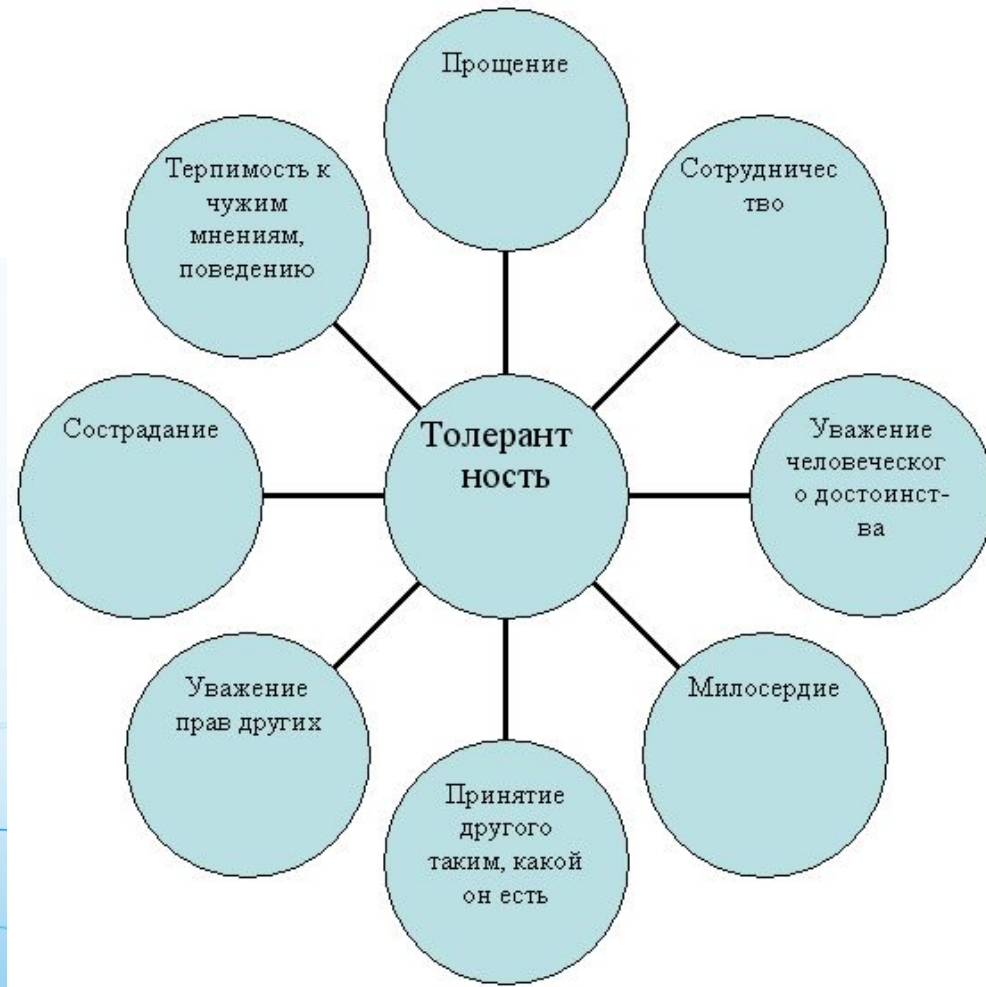 Прощение
Терпимость к
чужим
мнениям,
поведению
Сотрудничес
тво
Сострадание
Толерант
ность
Уважение
человеческог
о достоинст-
ва
Уважение
прав других
Милосердие
Принятие
другого
таким, какой
он есть